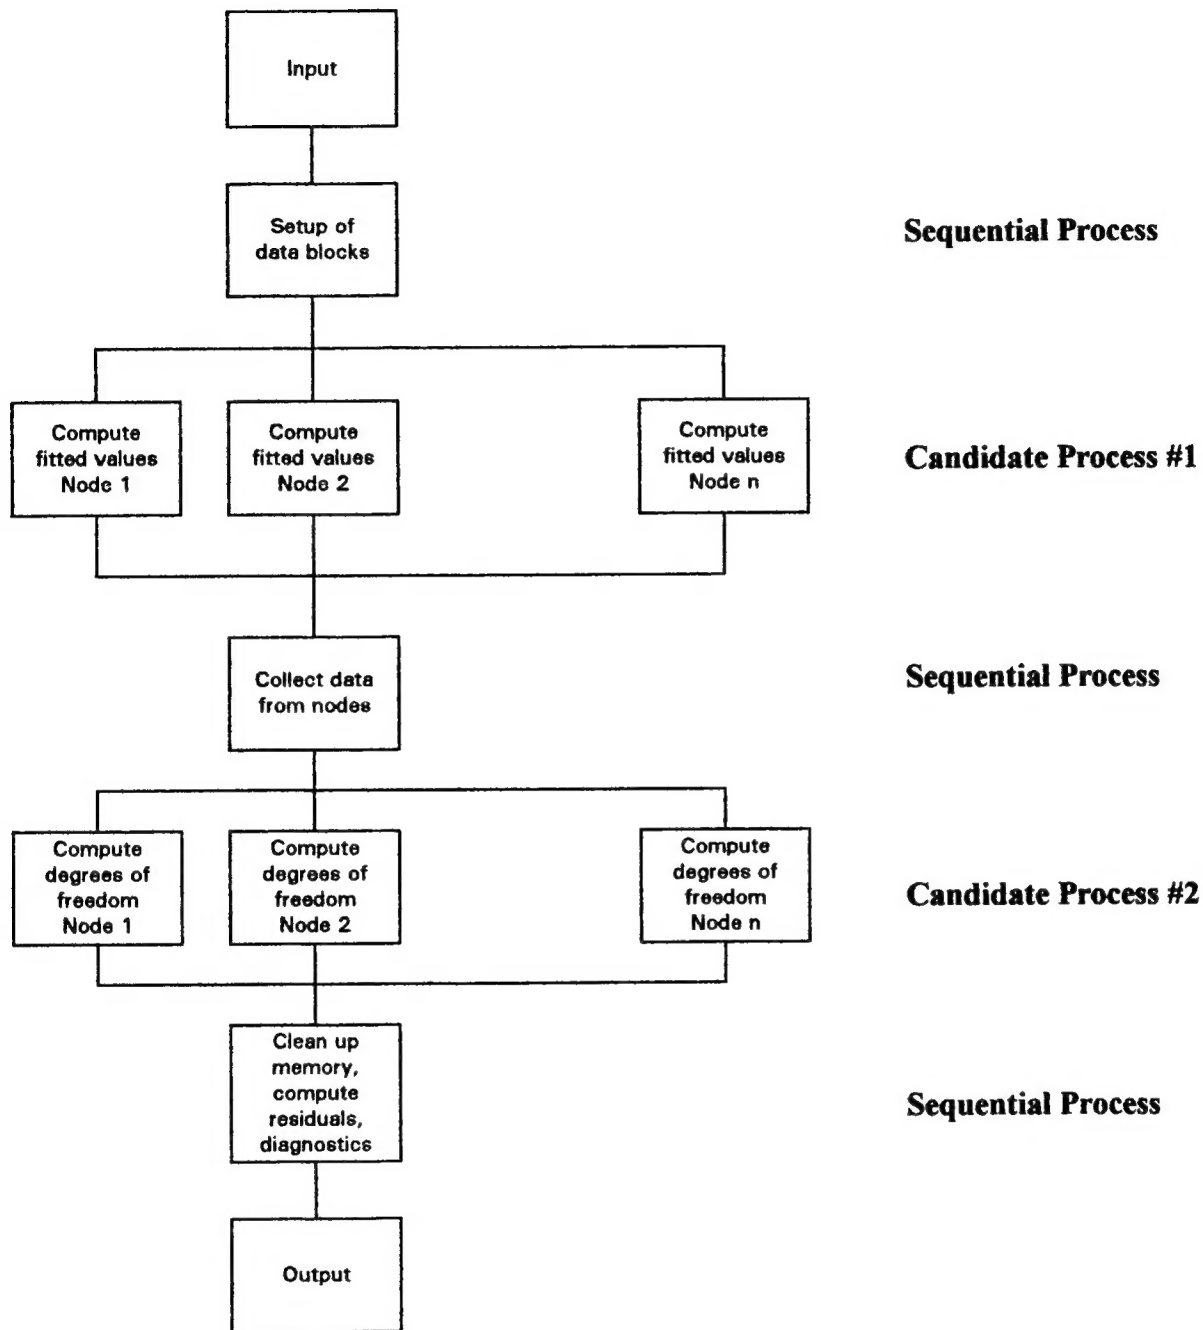 Input
Setup of
data blocks
Sequential Process
Compute
fitted values
Node 1
Compute
fitted values
Node 2
Compute
fitted values
Node n
Candidate Process #1
Collect data
from nodes
Sequential Process
Compute
degrees of
freedom
Node 1
Compute
degrees of
freedom
Node 2
Compute
degrees of
freedom
Node n
Candidate Process #2
Clean up
memory,
compute
residuals,
diagnostics
Sequential Process
Output